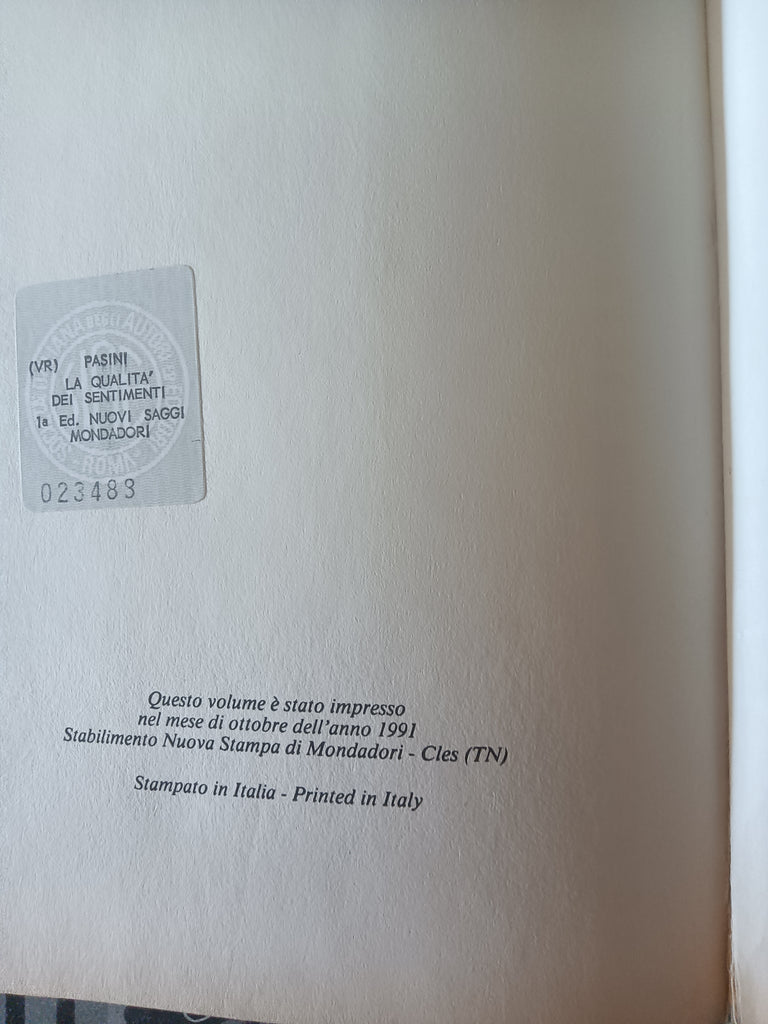 (VR) PASINI
LA QUALITA'
DEI SENTIMENTI
1a Ed. NUOVI SAGGI
MONDADORI
ROMA
023483
Questo volume è stato impresso
nel mese di ottobre dell'anno 1991
Stabilimento Nuova Stampa di Mondadori - Cles (TN)
Stampato in Italia - Printed in Italy